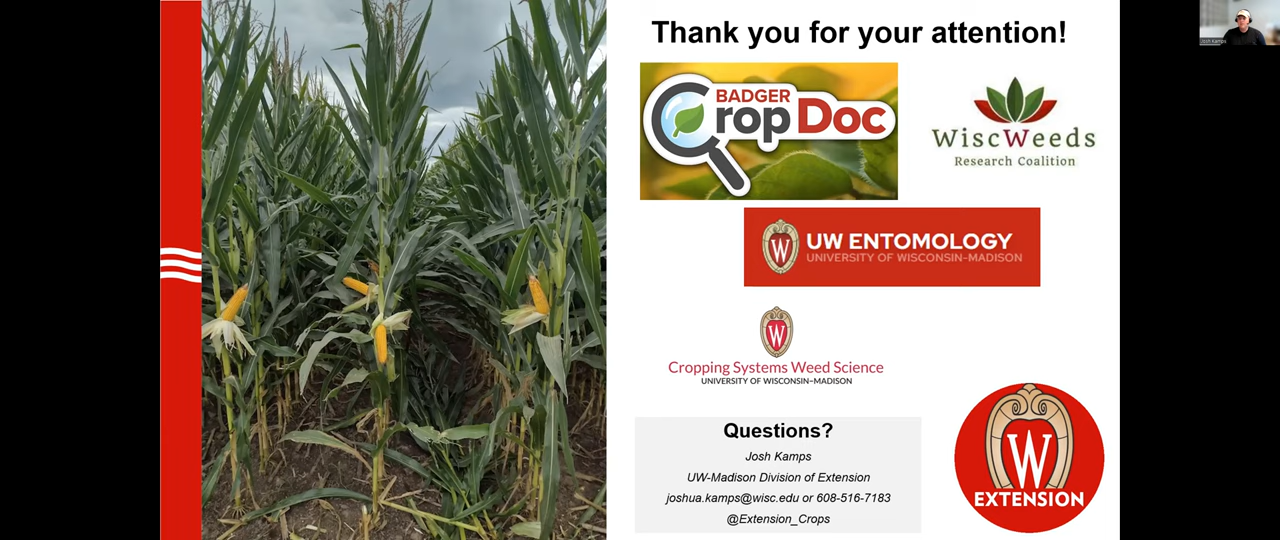 Thank you for your attention!
Josh Kamps
BADGER
Crop Doc
WiscWeeds
Research Coalition
W
UW ENTOMOLOGY
UNIVERSITY OF WISCONSIN–MADISON
W
Cropping Systems Weed Science
UNIVERSITY OF WISCONSIN–MADISON
Questions?
Josh Kamps
UW-Madison Division of Extension
joshua.kamps@wisc.edu or 608-516-7183
@Extension_Crops
W
EXTENSION